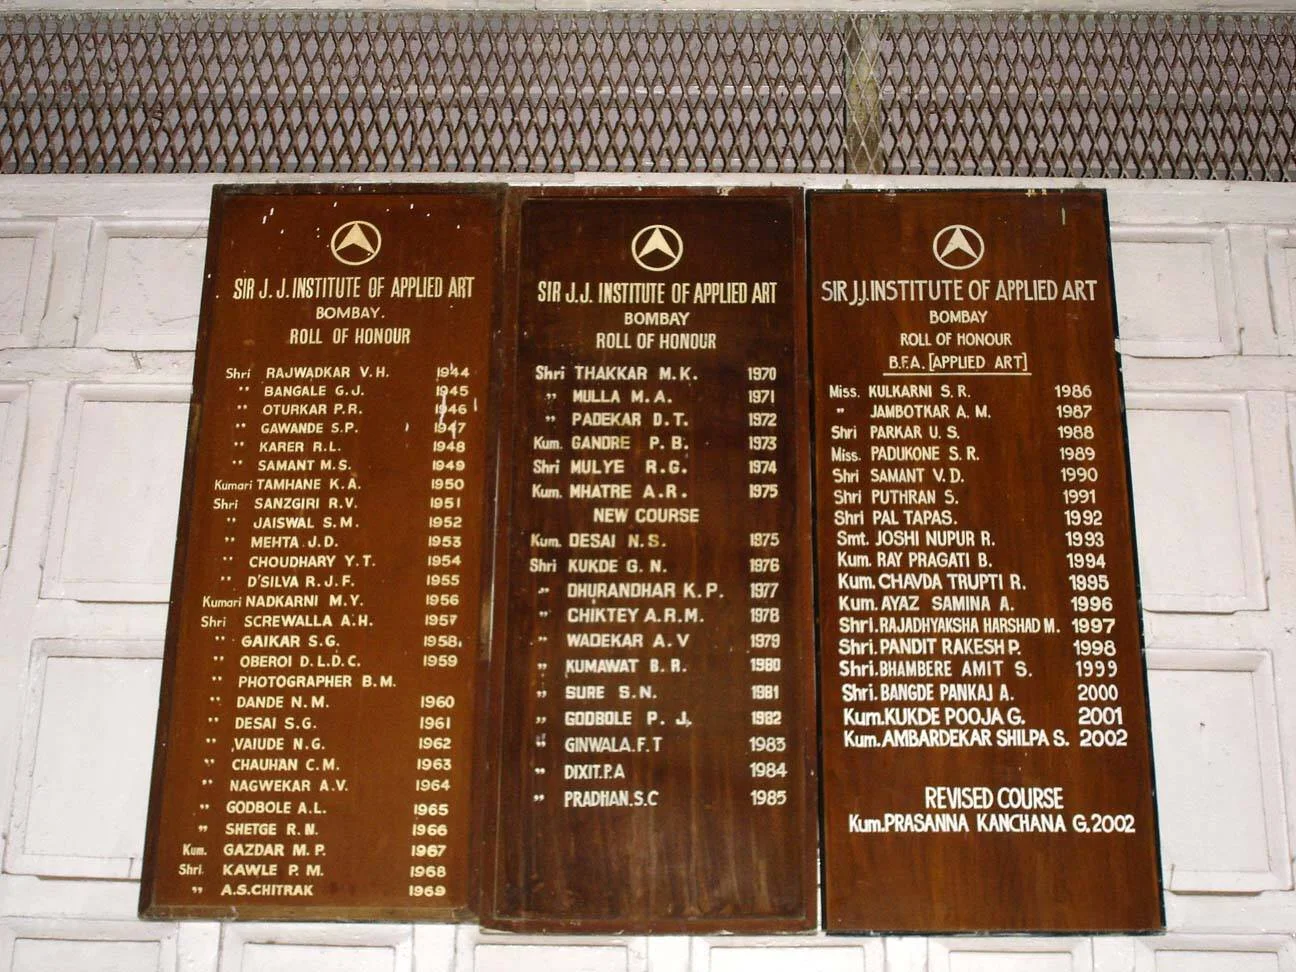 SIR J. J. INSTITUTE OF APPLIED ART
BOMBAY.
ROLL OF HONOUR
Shri RAJWADKAR V.H. 1944
" BANGALE G.J. 1945
" OTURKAR P.R. 1946
" GAWANDE S.P. 1947
" KARER R.L. 1948
" SAMANT M.S. 1949
Kumari TAMHANE K.A. 1950
Shri SANZGIRI R.V. 1951
" JAISWAL S.M. 1952
" MEHTA J.D. 1953
" CHOUDHARY Y.T. 1954
" D'SILVA R.J.F. 1955
Kumari NADKARNI M.Y. 1956
Shri SCREWALLA A.H. 1957
" GAIKAR S.G. 1958
" OBEROI D.L.D.C. 1959
" PHOTOGRAPHER B.M.
" DANDE N.M. 1960
" DESAI S.G. 1961
" VAIUDE N.G. 1962
" CHAUHAN C.M. 1963
" NAGWEKAR A.V. 1964
" GODBOLE A.L. 1965
" SHETGE R.N. 1966
Kum. GAZDAR M.P. 1967
Shri. KAWLE P.M. 1968
" A.S.CHITRAK 1969
SIR J.J. INSTITUTE OF APPLIED ART
BOMBAY
ROLL OF HONOUR
Shri THAKKAR M.K. 1970
" MULLA M.A. 1971
" PADEKAR D.T. 1972
Kum. GANDRE P.B. 1973
Shri MULYE R.G. 1974
Kum. MHATRE A.R. 1975
NEW COURSE
Kum. DESAI N.S. 1975
Shri KUKDE G.N. 1976
" DHURANDHAR K.P. 1977
" CHIKTEY A.R.M. 1978
" WADEKAR A.V 1979
" KUMAWAT B.R. 1980
" SURE S.N. 1981
" GODBOLE P.J. 1982
" GINWALA.F.T 1983
" DIXIT.P.A 1984
" PRADHAN.S.C 1985
SIR J.J. INSTITUTE OF APPLIED ART
BOMBAY
ROLL OF HONOUR
B.F.A. [APPLIED ART]
Miss. KULKARNI S.R. 1986
" JAMBOTKAR A.M. 1987
Shri PARKAR U.S. 1988
Miss. PADUKONE S.R. 1989
Shri SAMANT V.D. 1990
Shri PUTHRAN S. 1991
Shri PAL TAPAS. 1992
Smt. JOSHI NUPUR R. 1993
Kum. RAY PRAGATI B. 1994
Kum. CHAVDA TRUPTI R. 1995
Kum. AYAZ SAMINA A. 1996
Shri. RAJADHYAKSHA HARSHAD M. 1997
Shri. PANDIT RAKESH P. 1998
Shri. BHAMBERE AMIT S. 1999
Shri. BANGDE PANKAJ A. 2000
Kum. KUKDE POOJA G. 2001
Kum. AMBARDEKAR SHILPA S. 2002
REVISED COURSE
Kum. PRASANNA KANCHANA G. 2002